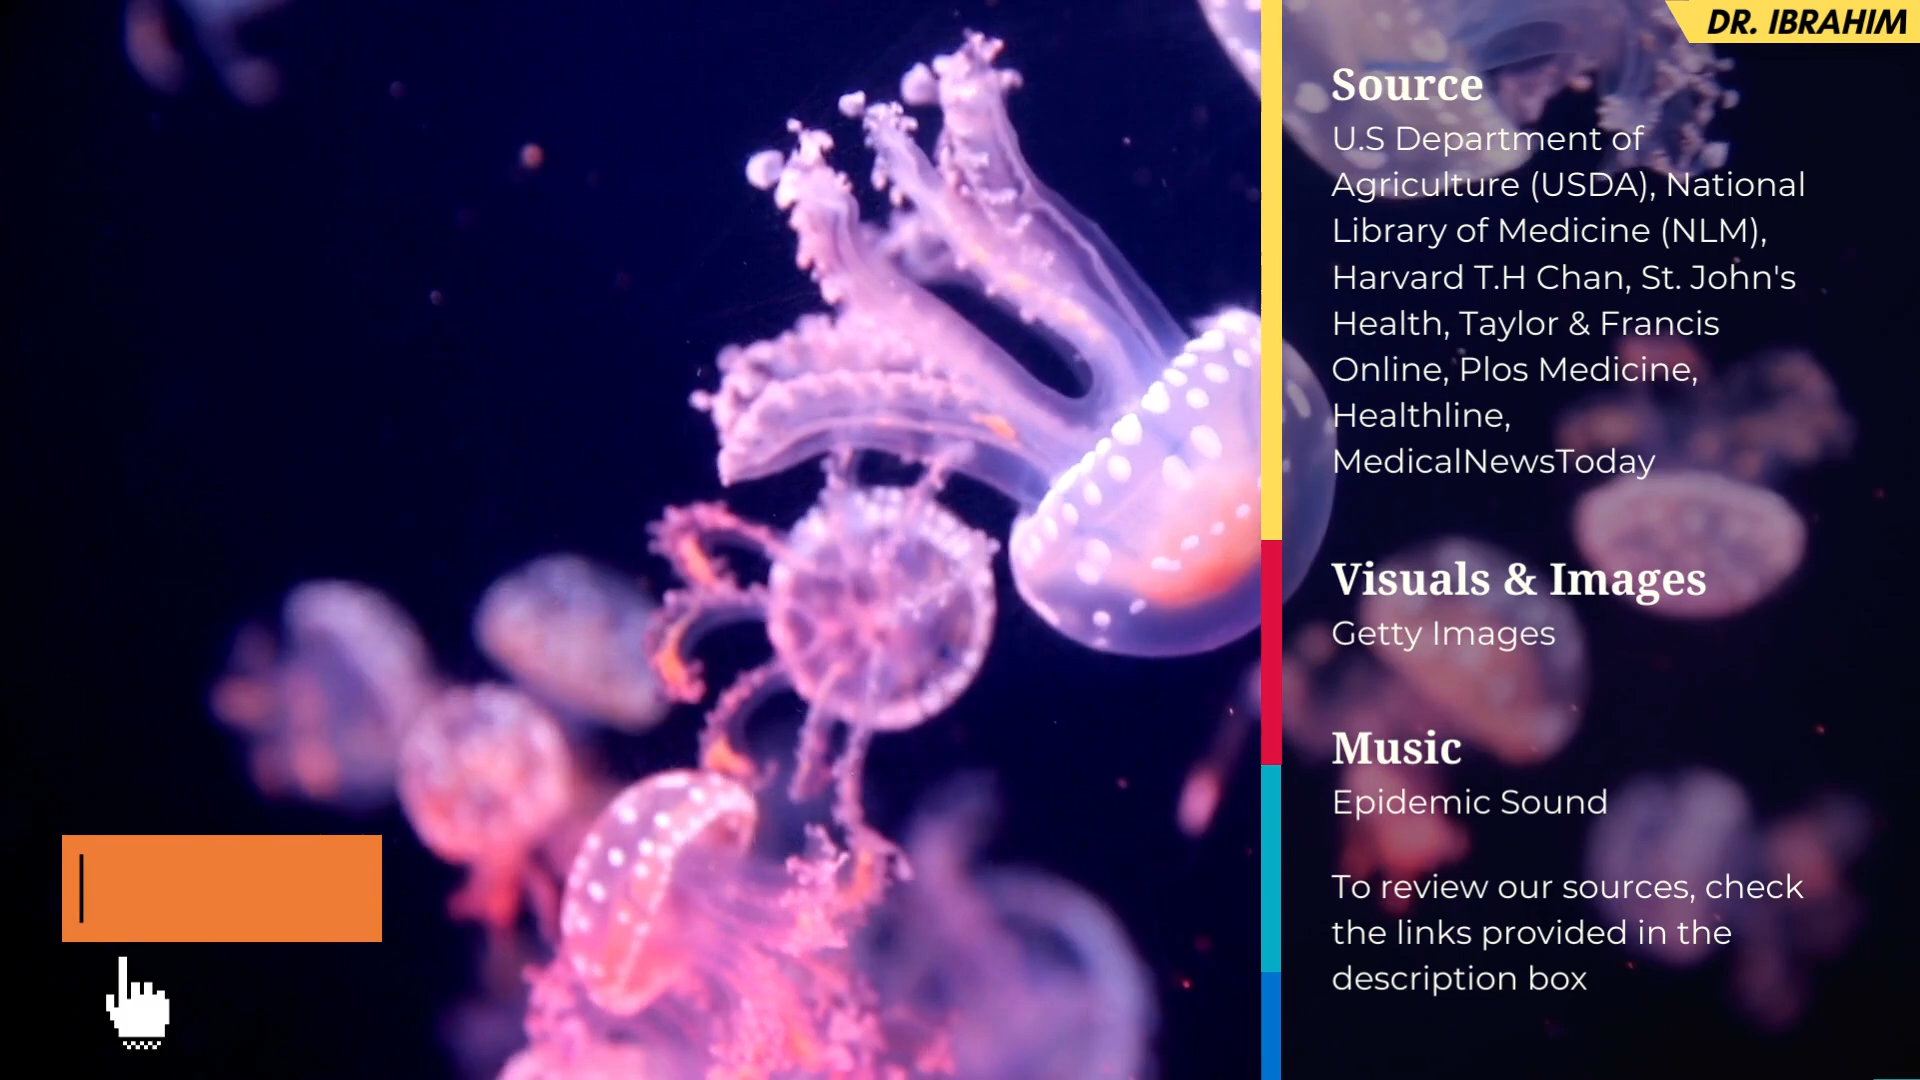 DR. IBRAHIM
Source
U.S Department of
Agriculture (USDA), National
Library of Medicine (NLM),
Harvard T.H Chan, St. John's
Health, Taylor & Francis
Online, Plos Medicine,
Healthline,
MedicalNewsToday
Visuals & Images
Getty Images
Music
Epidemic Sound
To review our sources, check
the links provided in the
description box